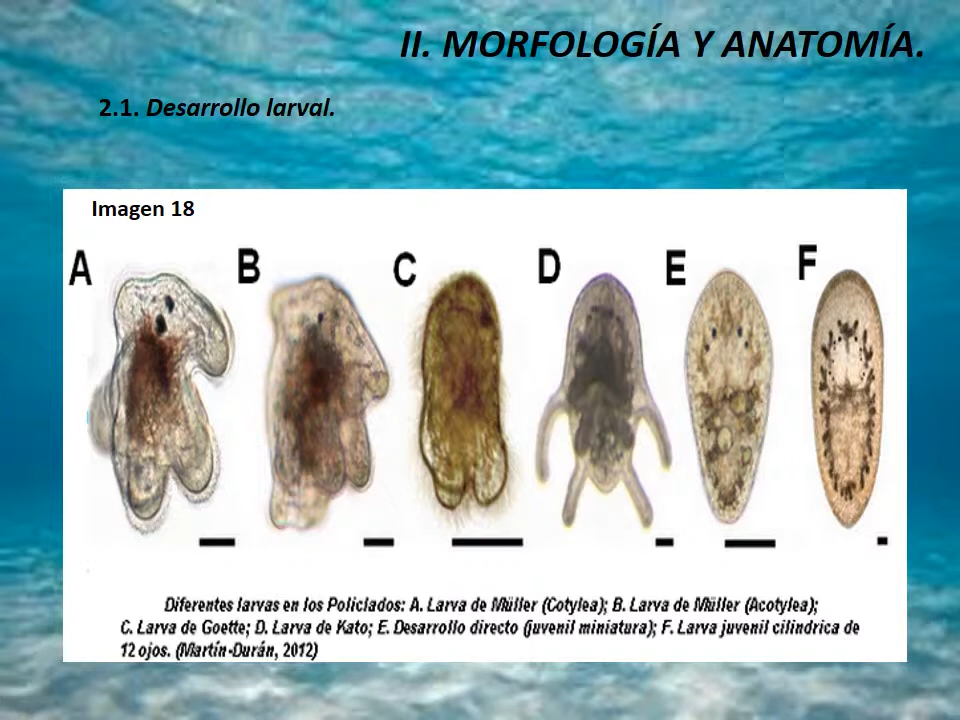 II. MORFOLOGÍA Y ANATOMÍA.
2.1. Desarrollo larval.
Imagen 18
A B C D E F
Diferentes larvas en los Policlados: A. Larva de Müller (Cotylea); B. Larva de Müller (Acotylea);
C. Larva de Goette; D. Larva de Kato; E. Desarrollo directo (juvenil miniatura); F. Larva juvenil cilíndrica de
12 ojos. (Martín-Durán, 2012)